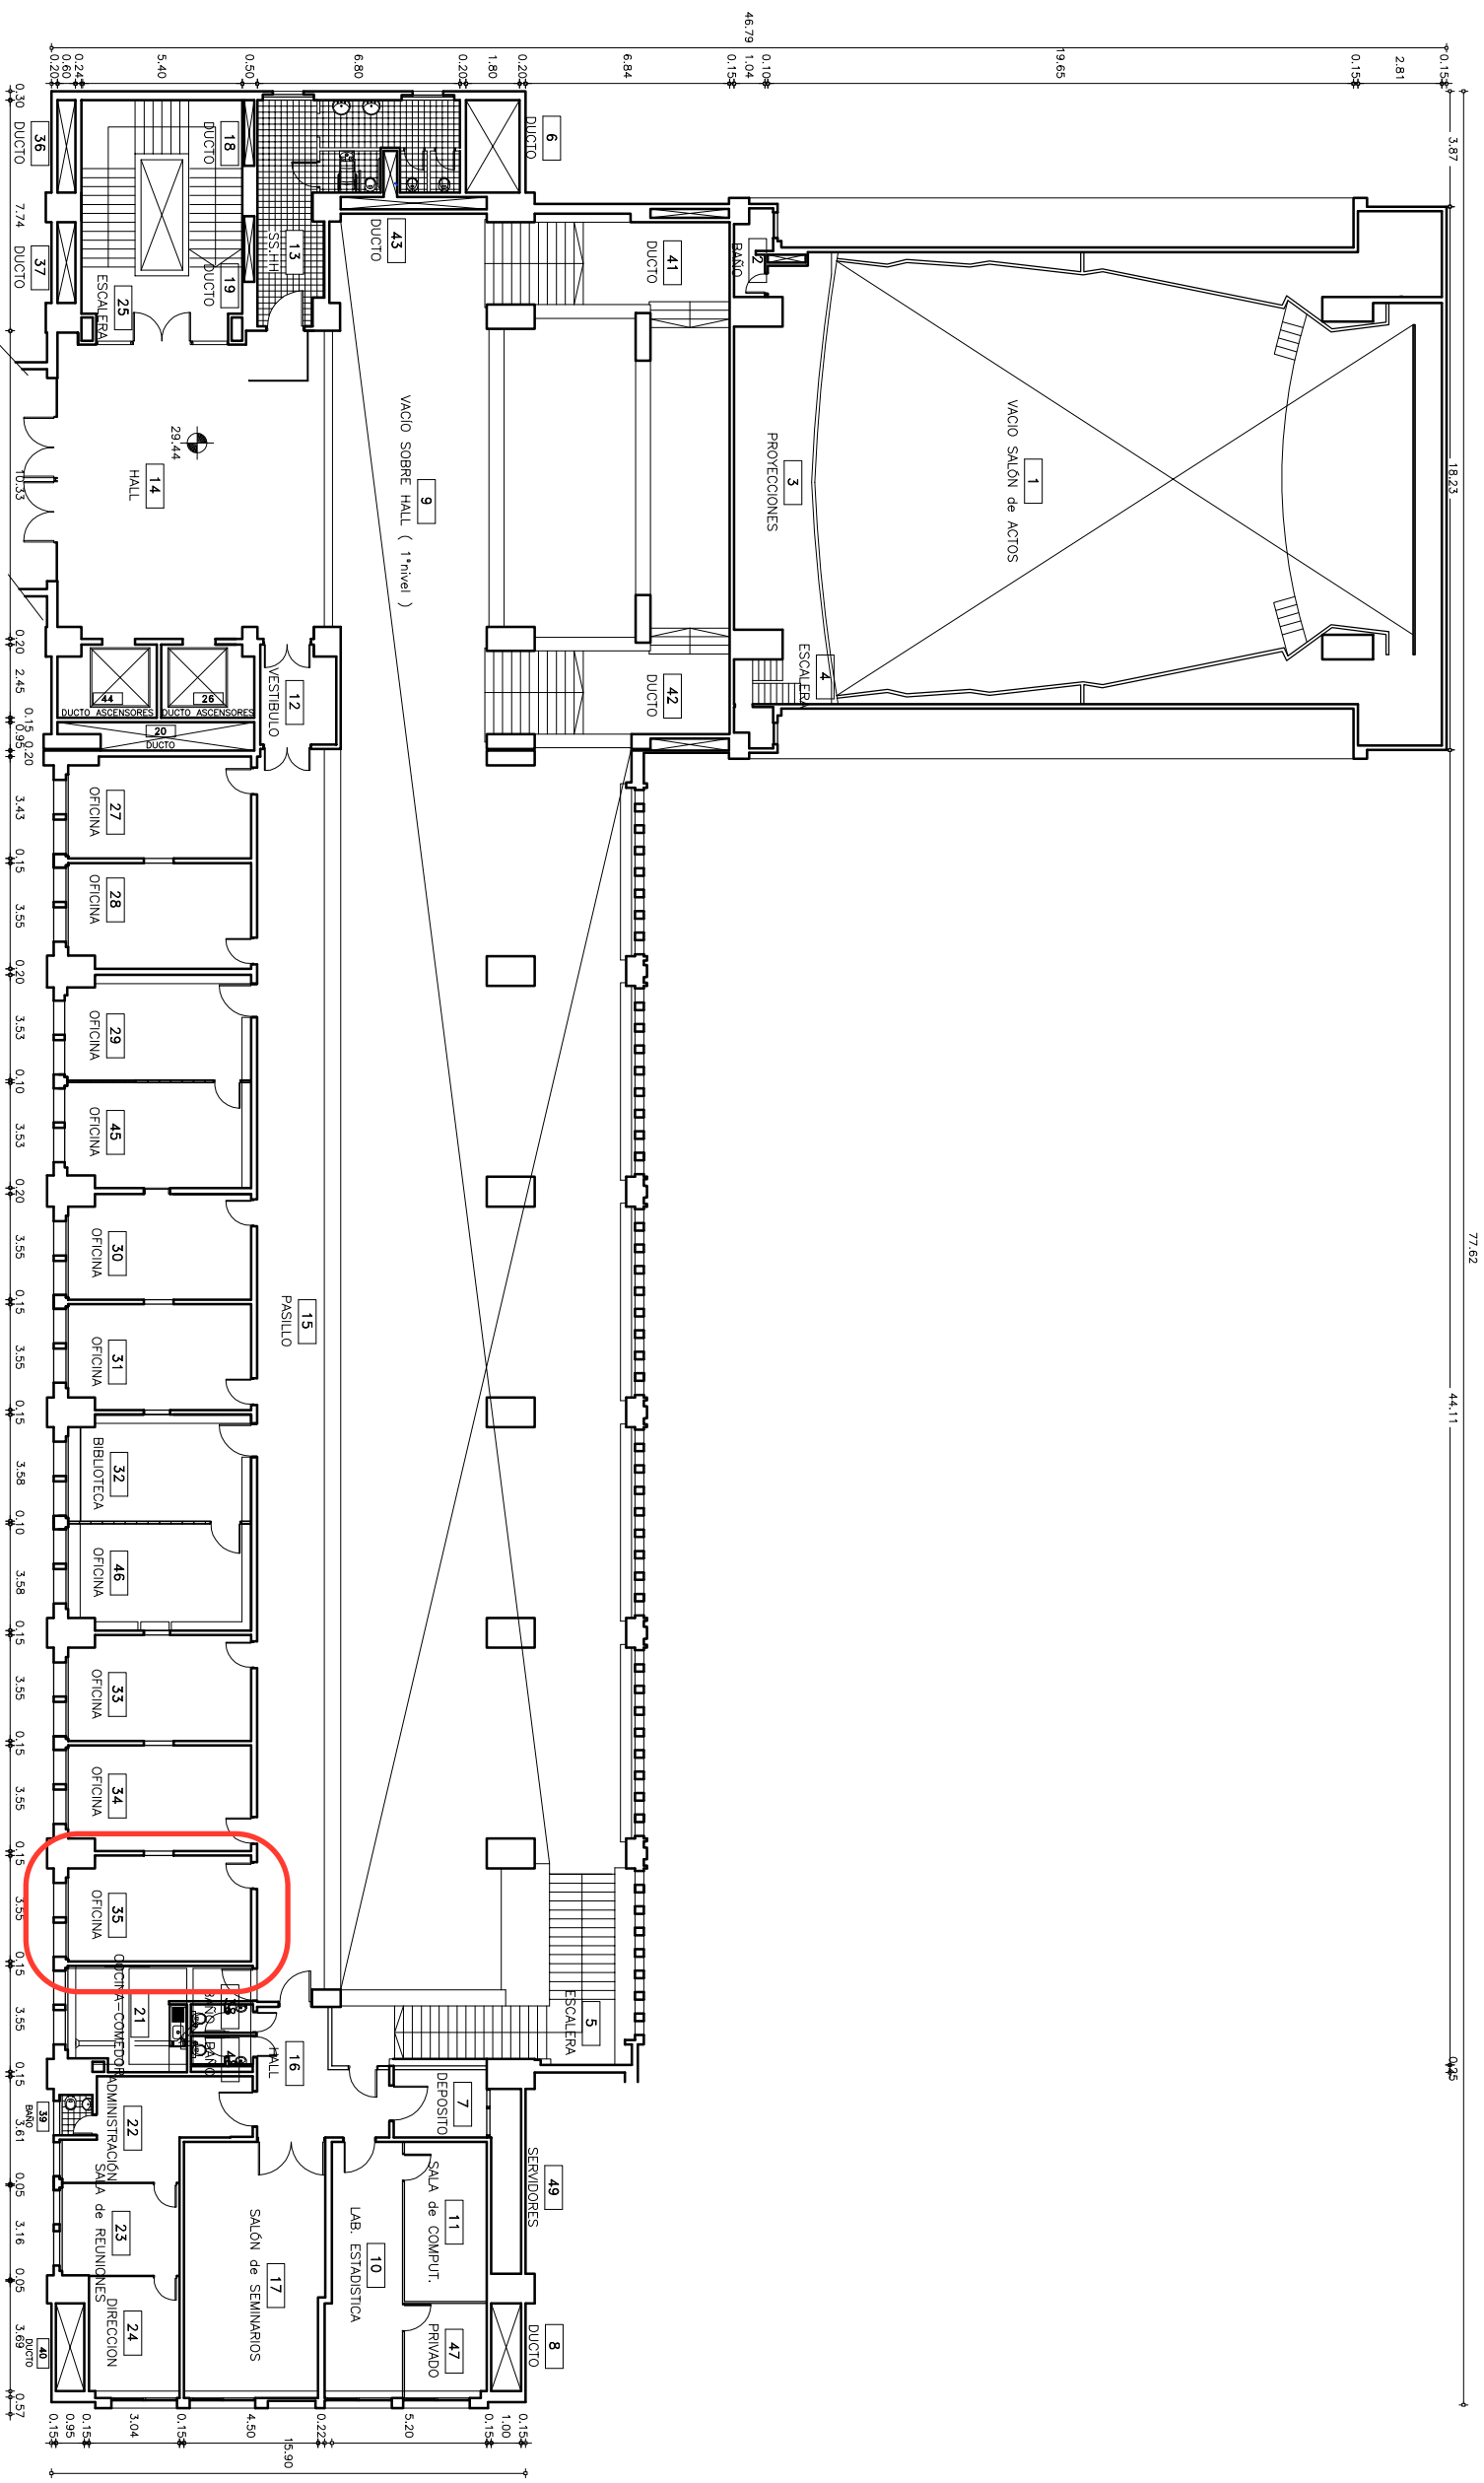 46.79
0.20
0.60
0.24
5.40
0.50
6.80
0.20
1.80
0.20
6.84
0.15
1.04
0.10
19.65
0.15
2.81
0.15
0.30
7.74
10.33
0.20
2.45
0.15
0.95
0.20
3.43
0.15
3.55
0.20
3.53
0.10
3.53
0.20
3.55
0.15
3.55
0.15
3.58
0.10
3.58
0.15
3.55
0.15
3.55
0.15
3.55
0.15
3.55
0.15
3.61
0.05
3.16
0.05
3.69
0.57
3.87
18.23
44.11
0.25
77.62
36
DUCTO
37
DUCTO
18
DUCTO
19
DUCTO
25
ESCALERA
13
SS.HH
6
DUCTO
43
DUCTO
41
DUCTO
2
BAÑO
3
PROYECCIONES
1
VACIO SALÓN de ACTOS
4
ESCALERA
9
VACÍO SOBRE HALL ( 1°nivel )
29.44
14
HALL
44
DUCTO ASCENSORES
26
DUCTO ASCENSORES
20
DUCTO
12
VESTIBULO
42
DUCTO
27
OFICINA
28
OFICINA
29
OFICINA
45
OFICINA
30
OFICINA
31
OFICINA
15
PASILLO
32
BIBLIOTECA
46
OFICINA
33
OFICINA
34
OFICINA
35
OFICINA
21
COCINA-COMEDOR
38
BAÑO
BAÑO
16
HALL
5
ESCALERA
7
DEPOSITO
22
ADMINISTRACIÓN
39
BAÑO
23
SALA de REUNIONES
24
DIRECCION
40
DUCTO
17
SALÓN de SEMINARIOS
10
LAB. ESTADISTICA
11
SALA de COMPUT.
47
PRIVADO
49
SERVIDORES
8
DUCTO
0.15
0.95
0.15
3.04
0.15
4.50
0.22
5.20
0.15
1.00
0.15
15.90